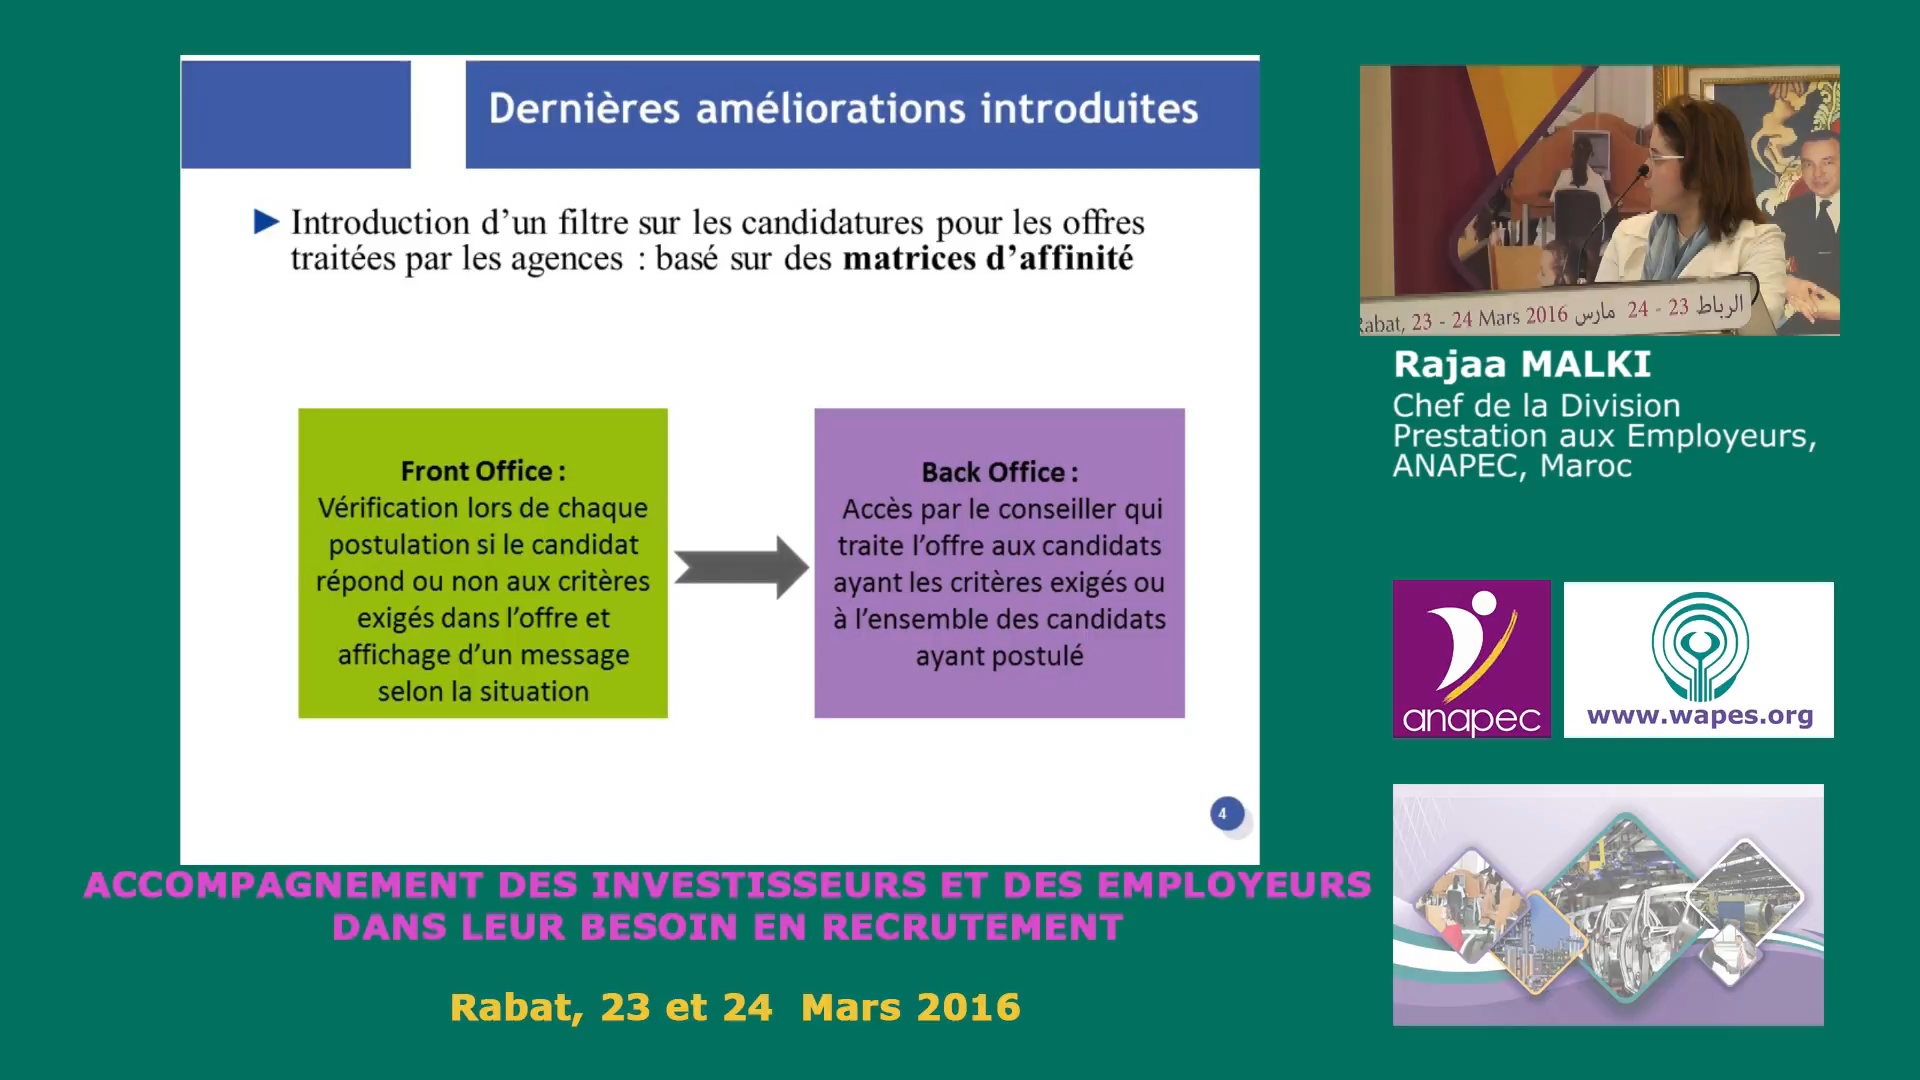 Dernières améliorations introduites
Introduction d’un filtre sur les candidatures pour les offres
traitées par les agences : basé sur des matrices d’affinité
Front Office :
Vérification lors de chaque
postulation si le candidat
répond ou non aux critères
exigés dans l’offre et
affichage d’un message
selon la situation
Back Office :
Accès par le conseiller qui
traite l’offre aux candidats
ayant les critères exigés ou
à l’ensemble des candidats
ayant postulé
4
Rabat, 23 - 24 Mars 2016 الرباط 23 - 24 مارس
Rajaa MALKI
Chef de la Division
Prestation aux Employeurs,
ANAPEC, Maroc
anapec
www.wapes.org
ACCOMPAGNEMENT DES INVESTISSEURS ET DES EMPLOYEURS
DANS LEUR BESOIN EN RECRUTEMENT
Rabat, 23 et 24 Mars 2016